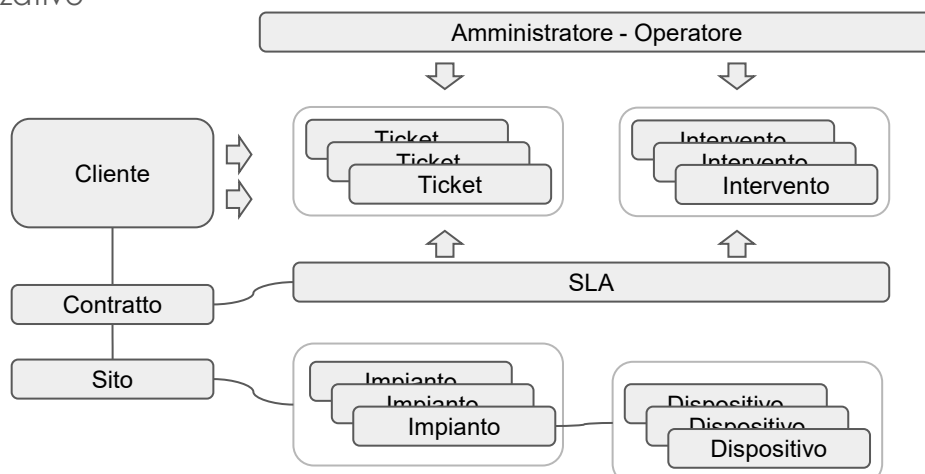 Amministratore - Operatore
Cliente
Ticket
Ticket
Ticket
Intervento
Intervento
Intervento
SLA
Contratto
Sito
Impianto
Impianto
Impianto
Dispositivo
Dispositivo
Dispositivo